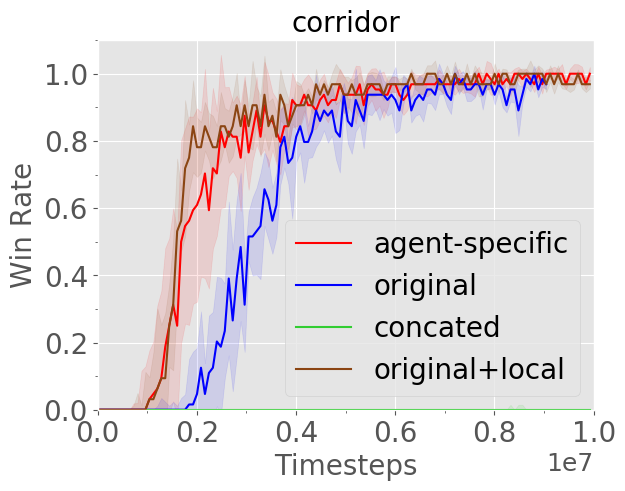 corridor
Win Rate
1.0
0.8
0.6
0.4
0.2
0.0
agent-specific
original
concated
original+local
0.0 0.2 0.4 0.6 0.8 1.0
Timesteps
1e7